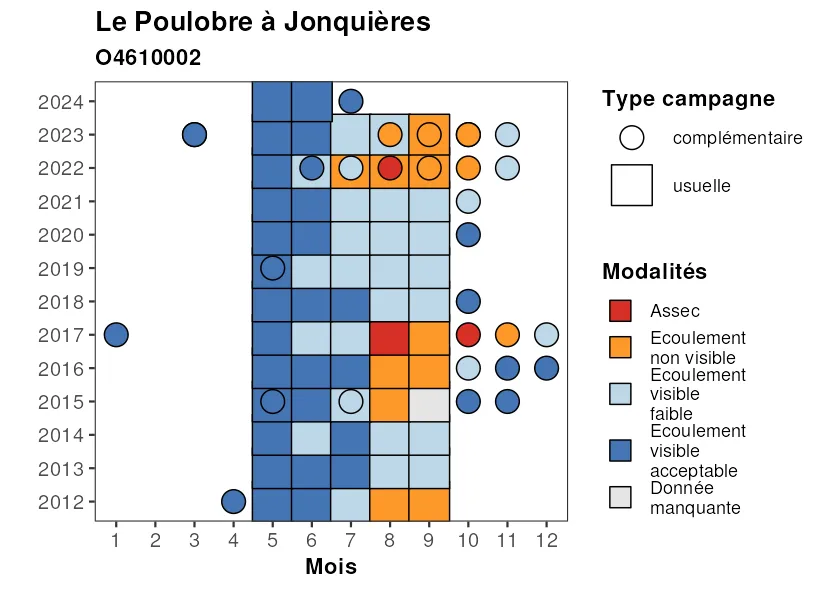 Le Poulobre à Jonquières
O4610002
2024
2023
2022
2021
2020
2019
2018
2017
2016
2015
2014
2013
2012
1 2 3 4 5 6 7 8 9 10 11 12
Mois
Type campagne
complémentaire
usuelle
Modalités
Assec
Ecoulement
non visible
Ecoulement
visible
faible
Ecoulement
visible
acceptable
Donnée
manquante